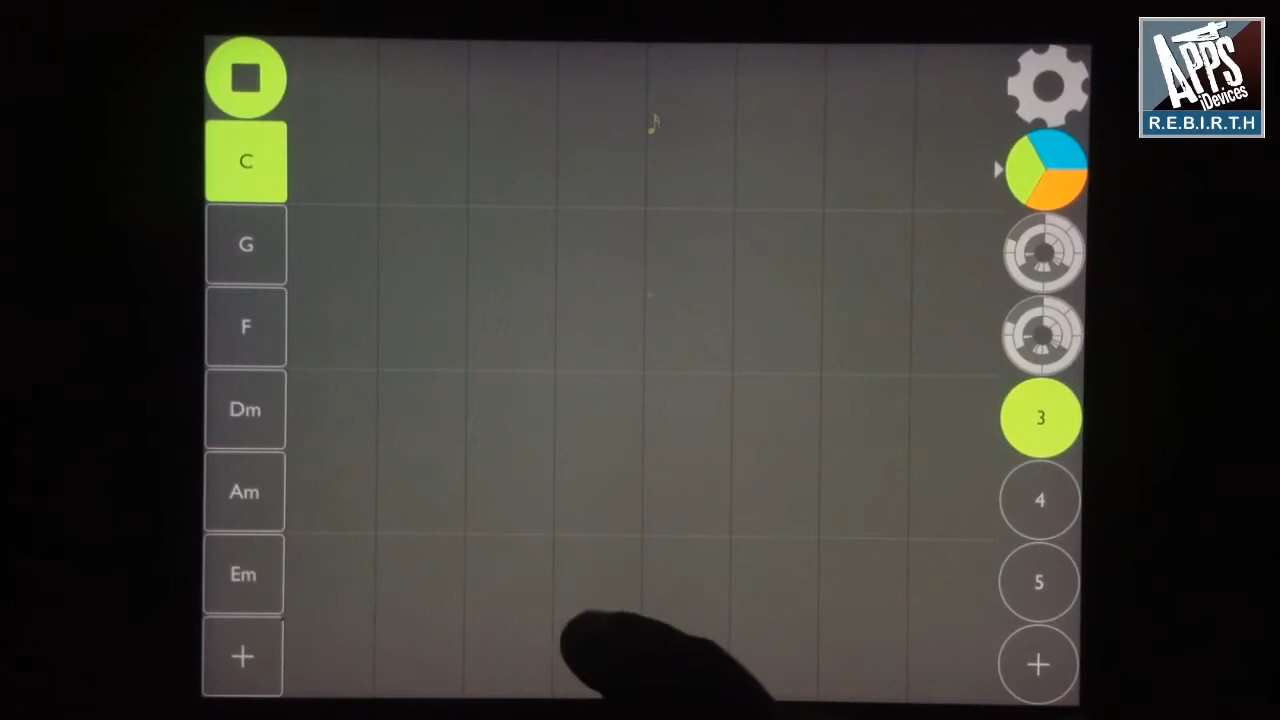 APPS
iDevices
R.E.B.I.R.T.H
C
G
F
Dm
Am
Em
+
3
4
5
+